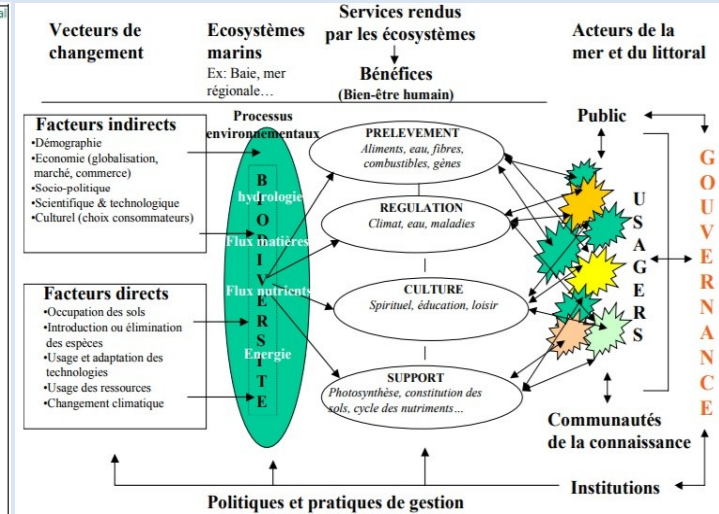 al
Vecteurs de
changement
Ecosystèmes
marins
Ex: Baie, mer
régionale…
Services rendus
par les écosystèmes
Bénéfices
(Bien-être humain)
Acteurs de la
mer et du littoral
Facteurs indirects
•Démographie
•Economie (globalisation,
marché, commerce)
•Socio-politique
•Scientifique & technologique
•Culturel (choix consommateurs)
Facteurs directs
•Occupation des sols
•Introduction ou élimination
des espèces
•Usage et adaptation des
technologies
•Usage des ressources
•Changement climatique
Processus
environnementaux
BIODIVERSITE
hydrologie
Flux matières
Flux nutrients
Energie
PRELEVEMENT
Aliments, eau, fibres,
combustibles, gènes
REGULATION
Climat, eau, maladies
CULTURE
Spirituel, éducation, loisir
SUPPORT
Photosynthèse, constitution des
sols, cycle des nutriments…
Public
USAGERS
Communautés
de la connaissance
Institutions
GOUVERNANCE
Politiques et pratiques de gestion